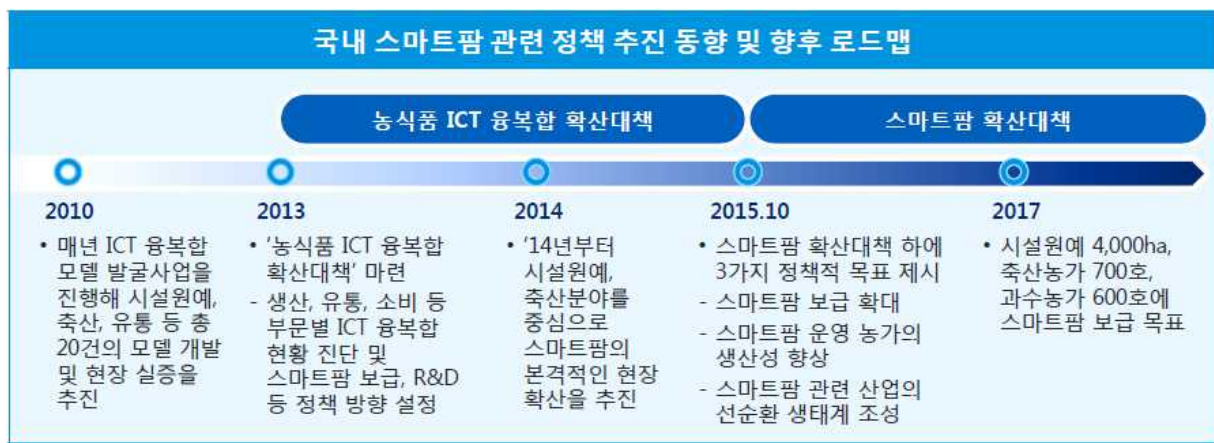 국내 스마트팜 관련 정책 추진 동향 및 향후 로드맵
농식품 ICT 융복합 확산대책
스마트팜 확산대책
2010
• 매년 ICT 융복합
모델 발굴사업을
진행해 시설원예,
축산, 유통 등 총
20건의 모델 개발
및 현장 실증을
추진
2013
• '농식품 ICT 융복합
확산대책' 마련
- 생산, 유통, 소비 등
부문별 ICT 융복합
현황 진단 및
스마트팜 보급, R&D
등 정책 방향 설정
2014
• '14년부터
시설원예,
축산분야를
중심으로
스마트팜의
본격적인 현장
확산을 추진
2015.10
• 스마트팜 확산대책 하에
3가지 정책적 목표 제시
- 스마트팜 보급 확대
- 스마트팜 운영 농가의
생산성 향상
- 스마트팜 관련 산업의
선순환 생태계 조성
2017
• 시설원예 4,000ha,
축산농가 700호,
과수농가 600호에
스마트팜 보급 목표